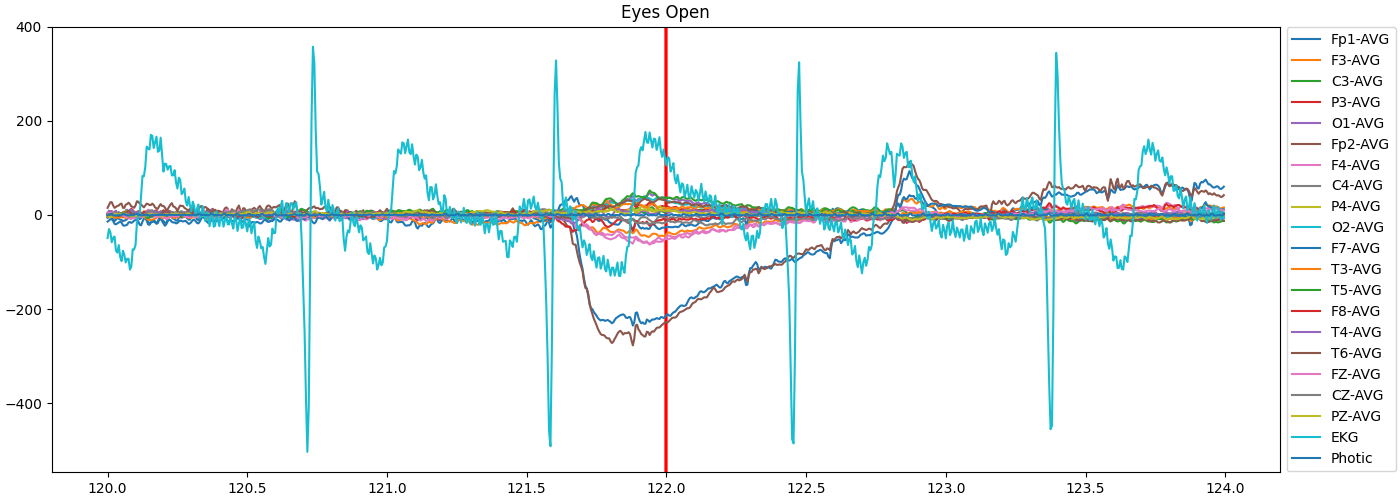 Eyes Open
400
200
0
−200
−400
120.0 120.5 121.0 121.5 122.0 122.5 123.0 123.5 124.0
Fp1-AVG
F3-AVG
C3-AVG
P3-AVG
O1-AVG
Fp2-AVG
F4-AVG
C4-AVG
P4-AVG
O2-AVG
F7-AVG
T3-AVG
T5-AVG
F8-AVG
T4-AVG
T6-AVG
FZ-AVG
CZ-AVG
PZ-AVG
EKG
Photic